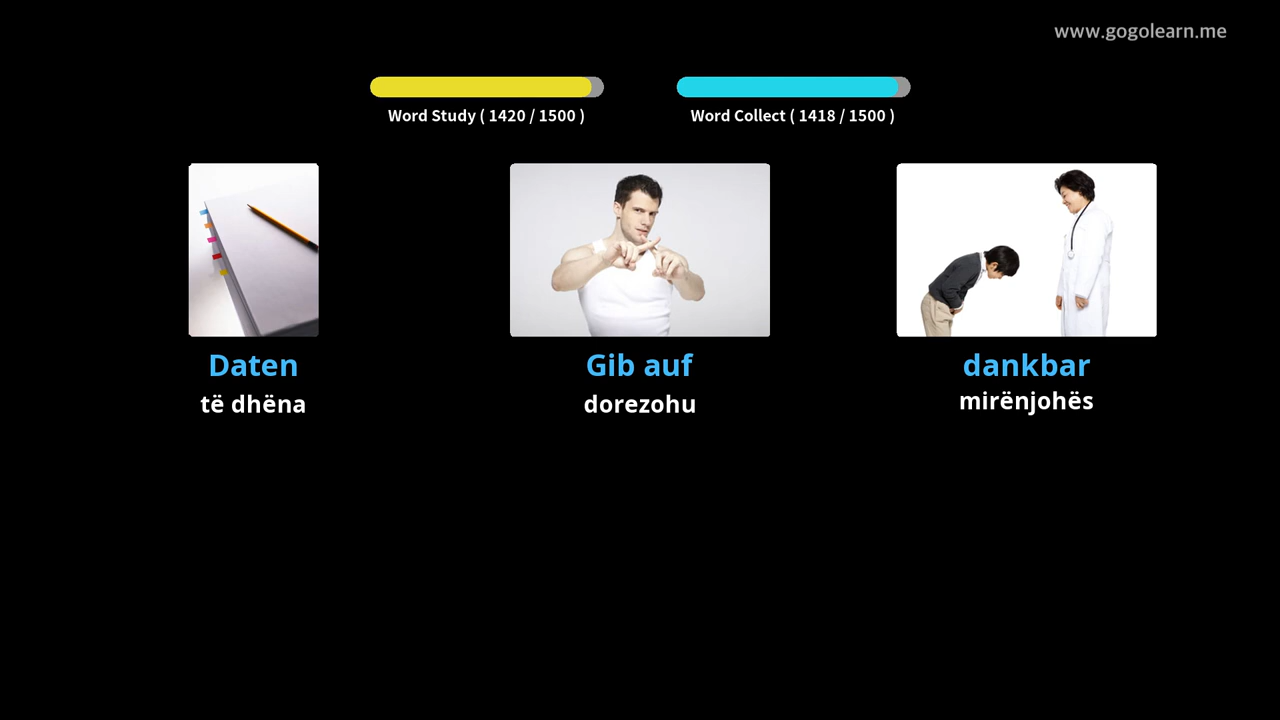 www.gogolearn.me
Word Study ( 1420 / 1500 )
Word Collect ( 1418 / 1500 )
Daten
të dhëna
Gib auf
dorezohu
dankbar
mirënjohës